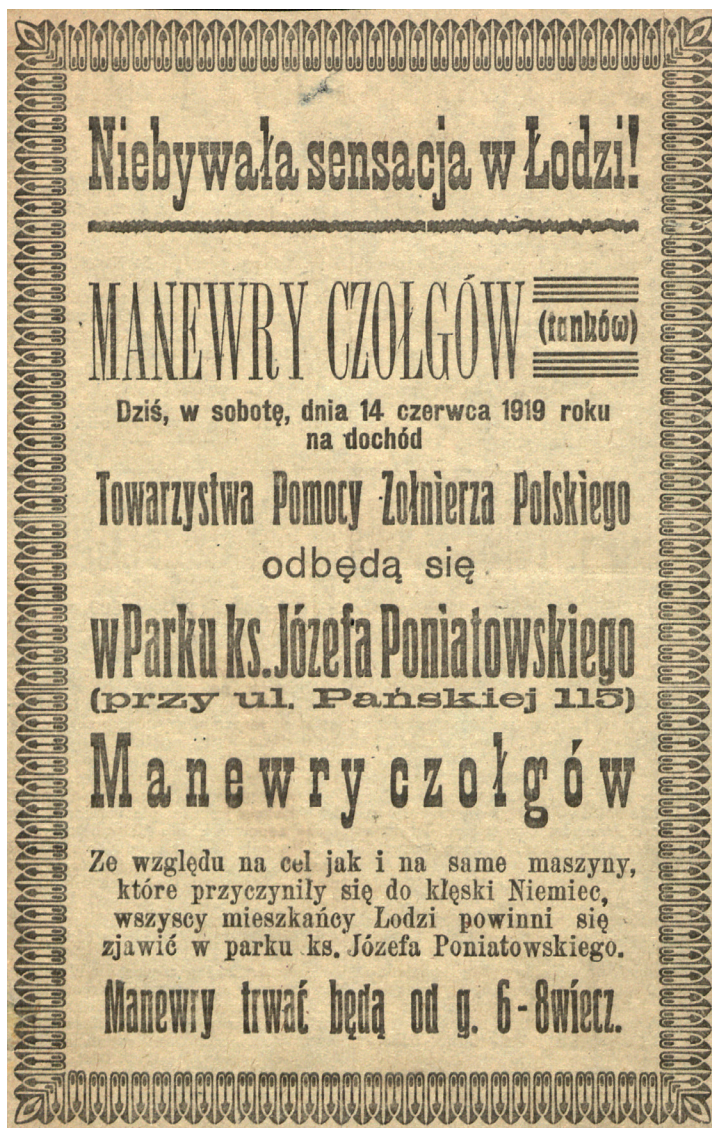 Niebywała sensacja w Łodzi!
MANEWRY CZOŁGÓW (tanków)
Dziś, w sobotę, dnia 14 czerwca 1919 roku
na dochód
Towarzystwa Pomocy Zołnierza Polskiego
odbędą się
w Parku ks. Józefa Poniatowskiego
(przy ul. Pańskiej 115)
Manewry czołgów
Ze względu na cel jak i na same maszyny,
które przyczyniły się do klęski Niemiec,
wszyscy mieszkańcy Łodzi powinni się
zjawić w parku ks. Józefa Poniatowskiego.
Manewry trwać będą od g. 6-8 wiecz.